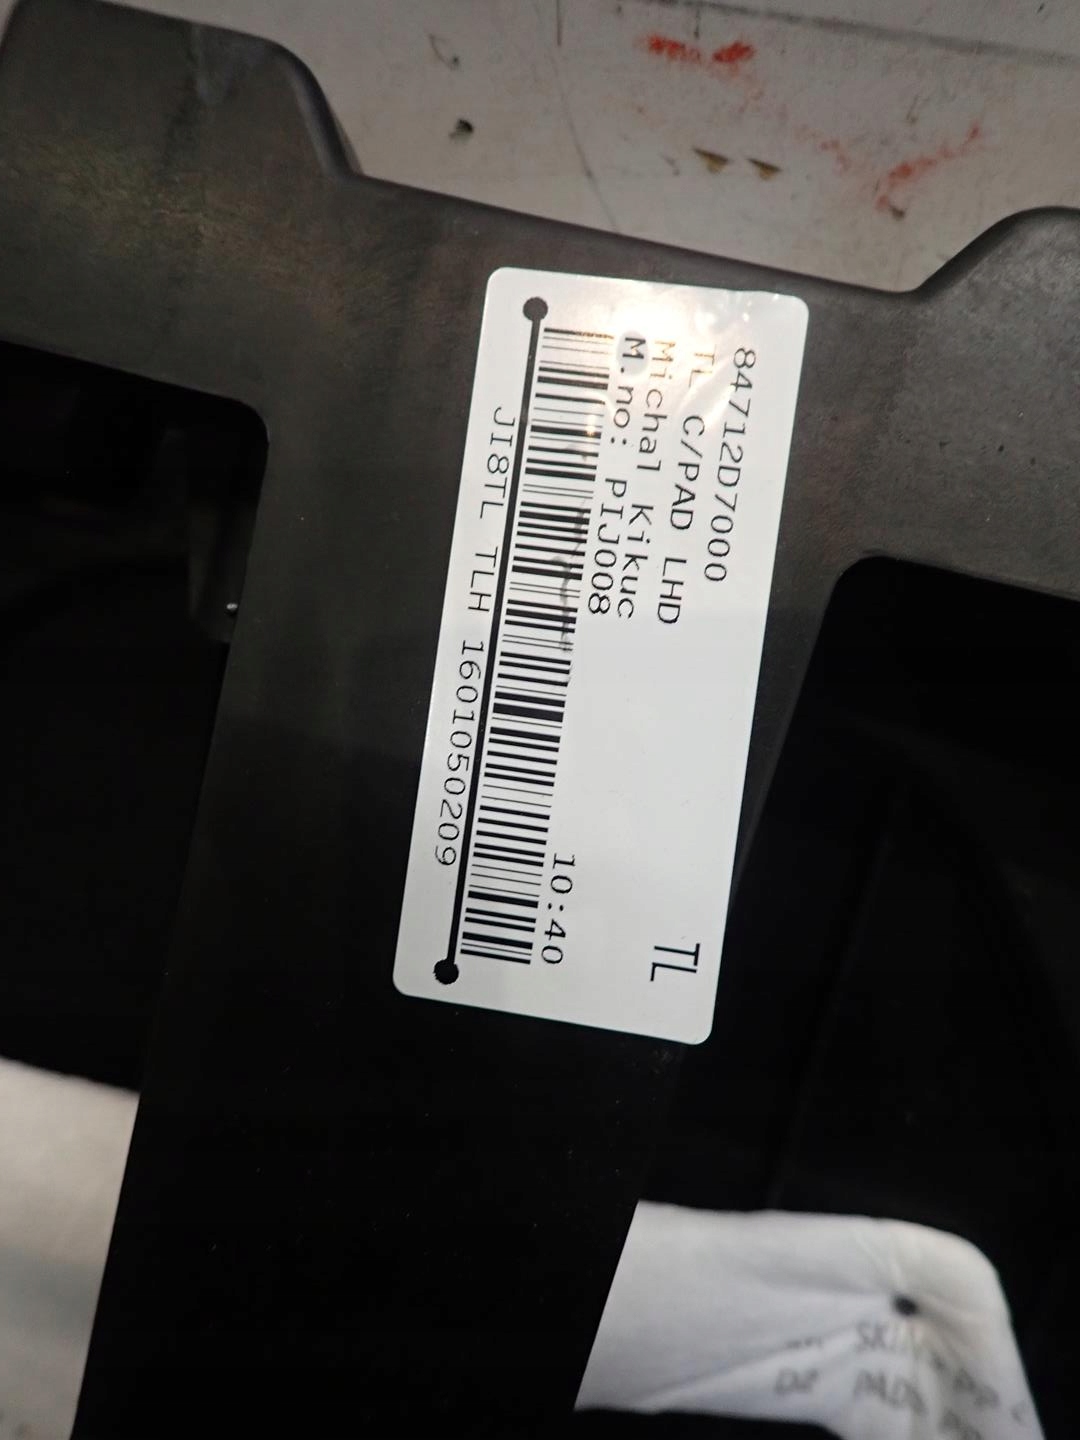 84712D7000
TL C/PAD LHD
Michal Kikuc
M.no: PIJ008
TL
10:40
JI8TL TLH 1601050209